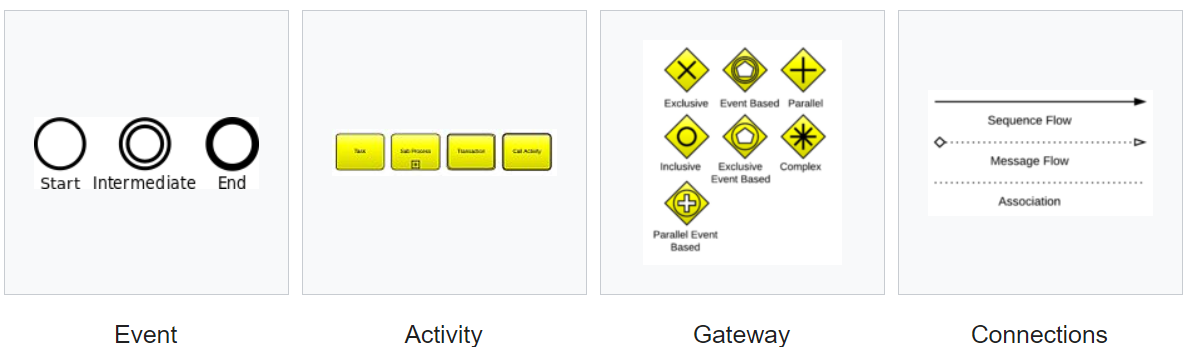 Start Intermediate End
Event
Task Sub-Process Transaction Call Activity
Activity
Exclusive Event Based Parallel
Inclusive Exclusive Event Based Complex
Parallel Event
Based
Gateway
Sequence Flow
Message Flow
Association
Connections